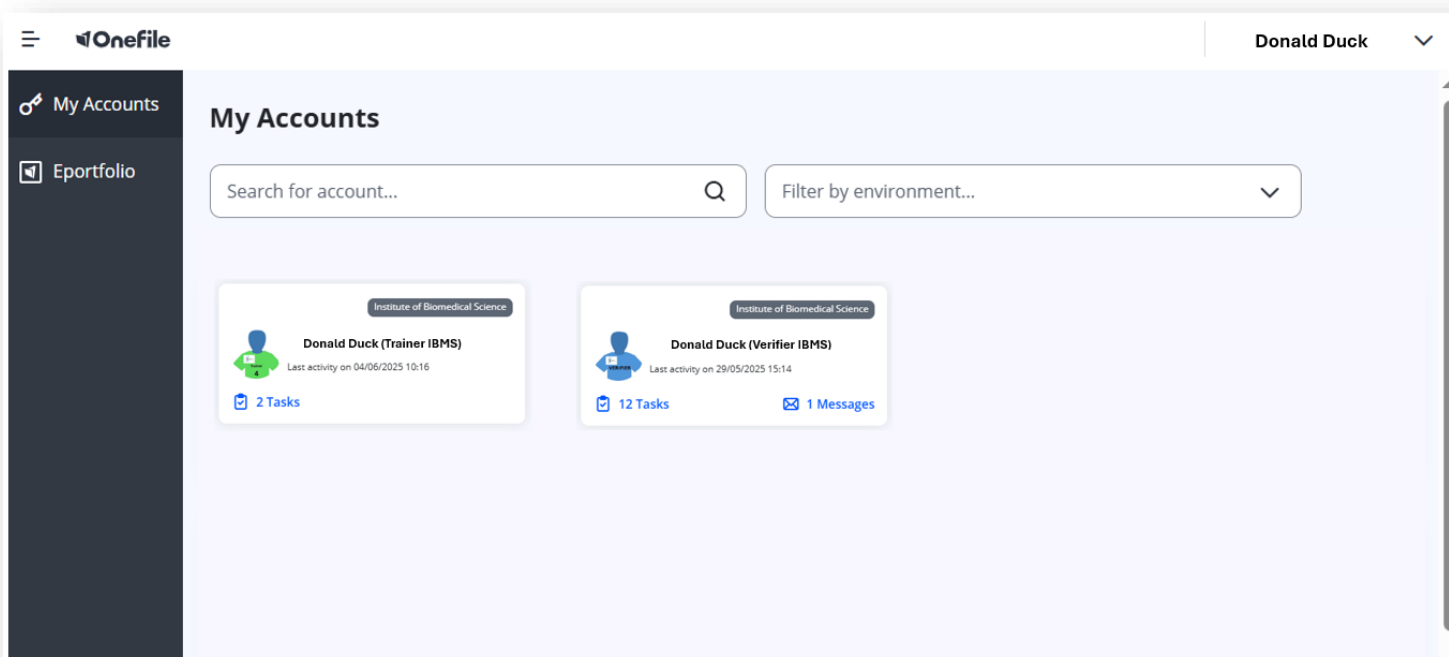 Onefile
Donald Duck
My Accounts
Eportfolio
My Accounts
Search for account...
Filter by environment...
Institute of Biomedical Science
Donald Duck (Trainer IBMS)
Last activity on 04/06/2025 10:16
4
2 Tasks
Institute of Biomedical Science
Donald Duck (Verifier IBMS)
Last activity on 29/05/2025 15:14
VERIFIER
12 Tasks
1 Messages